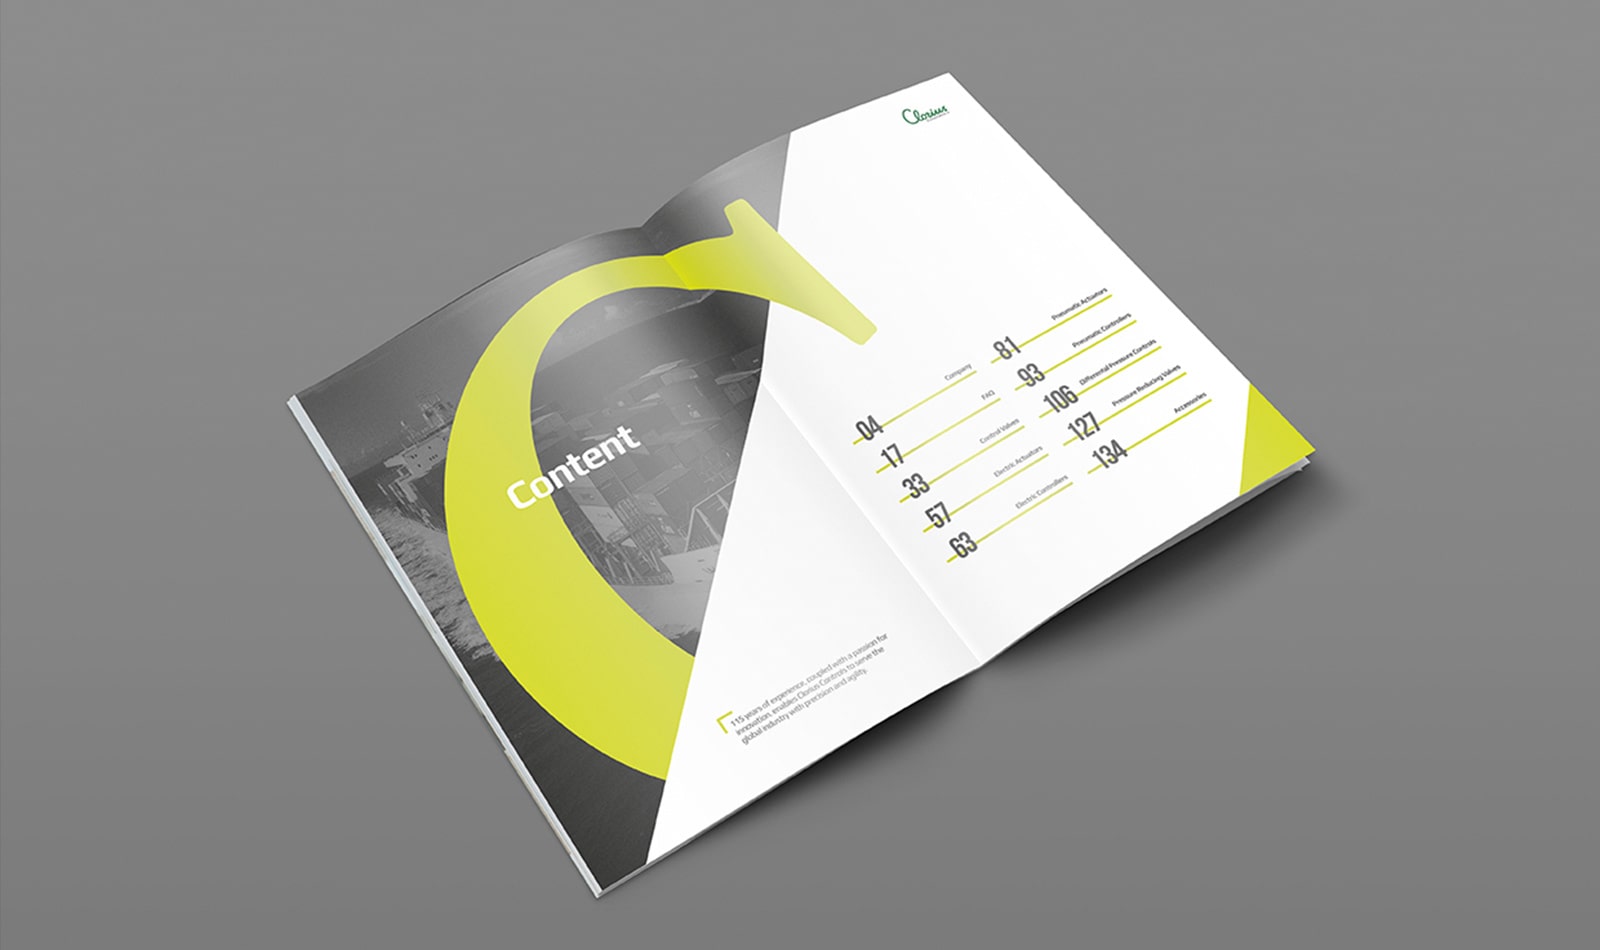 Clorius
Content
04 Company
17 FAQ
33 Control Valves
57 Electric Actuators
63 Electric Controllers
81 Pneumatic Actuators
93 Pneumatic Controllers
106 Differential Pressure Controls
127 Pressure Reducing Valves
134 Accessories
115 years of experience, coupled with a passion for
innovation, enables Clorius Controls to serve the
global industry with precision and agility.